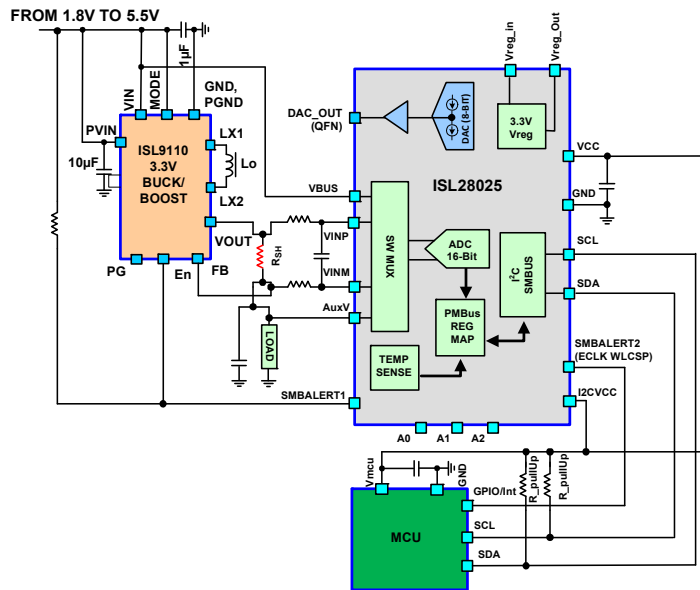 FROM 1.8V TO 5.5V
1µF
GND,
PGND
VIN
MODE
PVIN
10µF
ISL9110
3.3V
BUCK/
BOOST
LX1
Lo
LX2
VOUT
PG
En
FB
RSH
LOAD
Vreg_in
Vreg_Out
DAC_OUT
(QFN)
DAC (8-BIT)
3.3V
Vreg
VCC
GND
ISL28025
VBUS
VINP
VINM
AuxV
SW MUX
ADC
16-Bit
I²C
SMBUS
PMBus
REG
MAP
TEMP
SENSE
SCL
SDA
SMBALERT2
(ECLK WLCSP)
I2CVCC
SMBALERT1
A0
A1
A2
Vmcu
GND
R_pullUp
R_pullUp
GPIO/Int
SCL
MCU
SDA